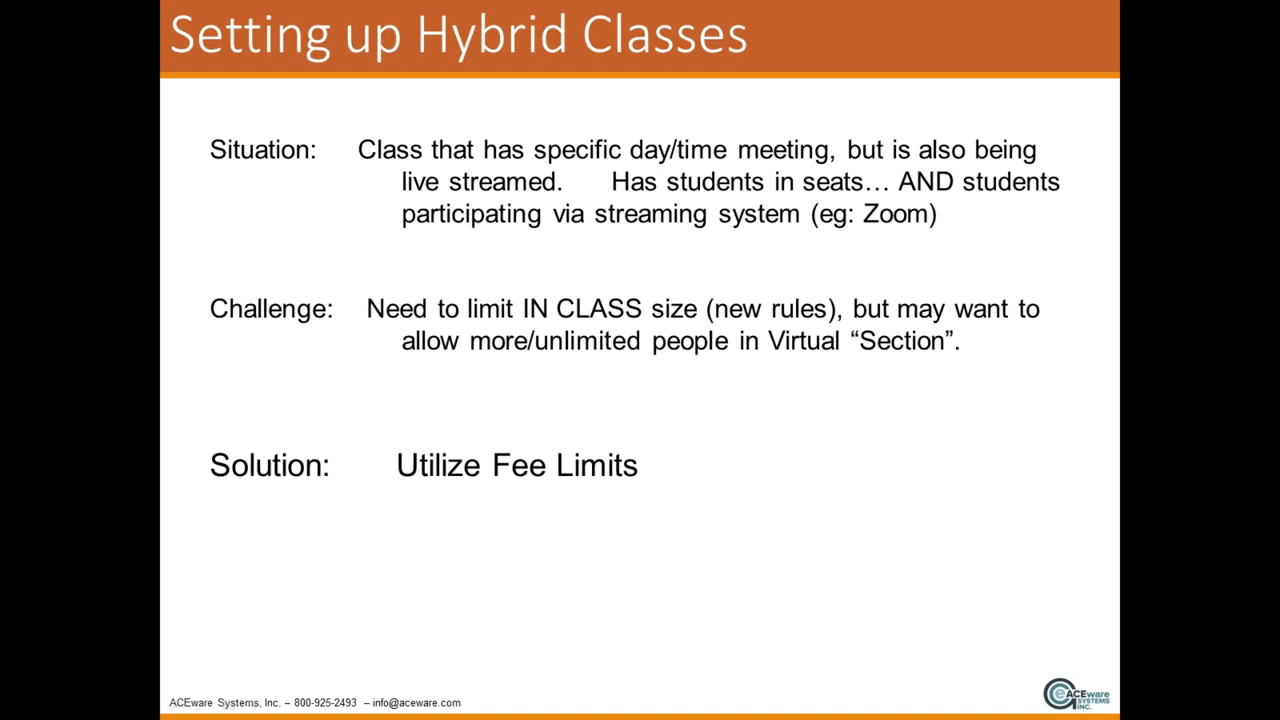 Setting up Hybrid Classes
Situation: Class that has specific day/time meeting, but is also being
live streamed. Has students in seats… AND students
participating via streaming system (eg: Zoom)
Challenge: Need to limit IN CLASS size (new rules), but may want to
allow more/unlimited people in Virtual “Section”.
Solution: Utilize Fee Limits
ACEware Systems, Inc. – 800-925-2493 – info@aceware.com
ACEware
SYSTEMS
INC.